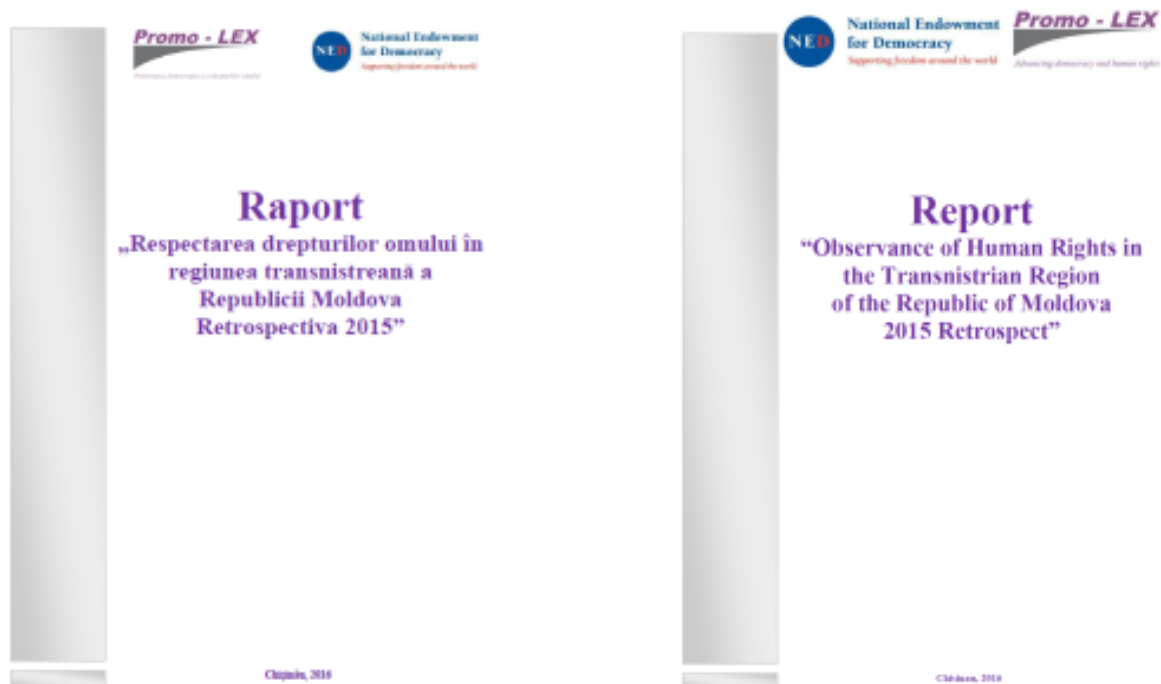 Promo - LEX
NED
National Endowment
for Democracy
Supporting freedom around the world
Raport
„Respectarea drepturilor omului în
regiunea transnistreană a
Republicii Moldova
Retrospectiva 2015”
Chişinău, 2016
NED
National Endowment
for Democracy
Supporting freedom around the world
Promo - LEX
Advancing democracy and human rights
Report
“Observance of Human Rights in
the Transnistrian Region
of the Republic of Moldova
2015 Retrospect”
Chisinau, 2016